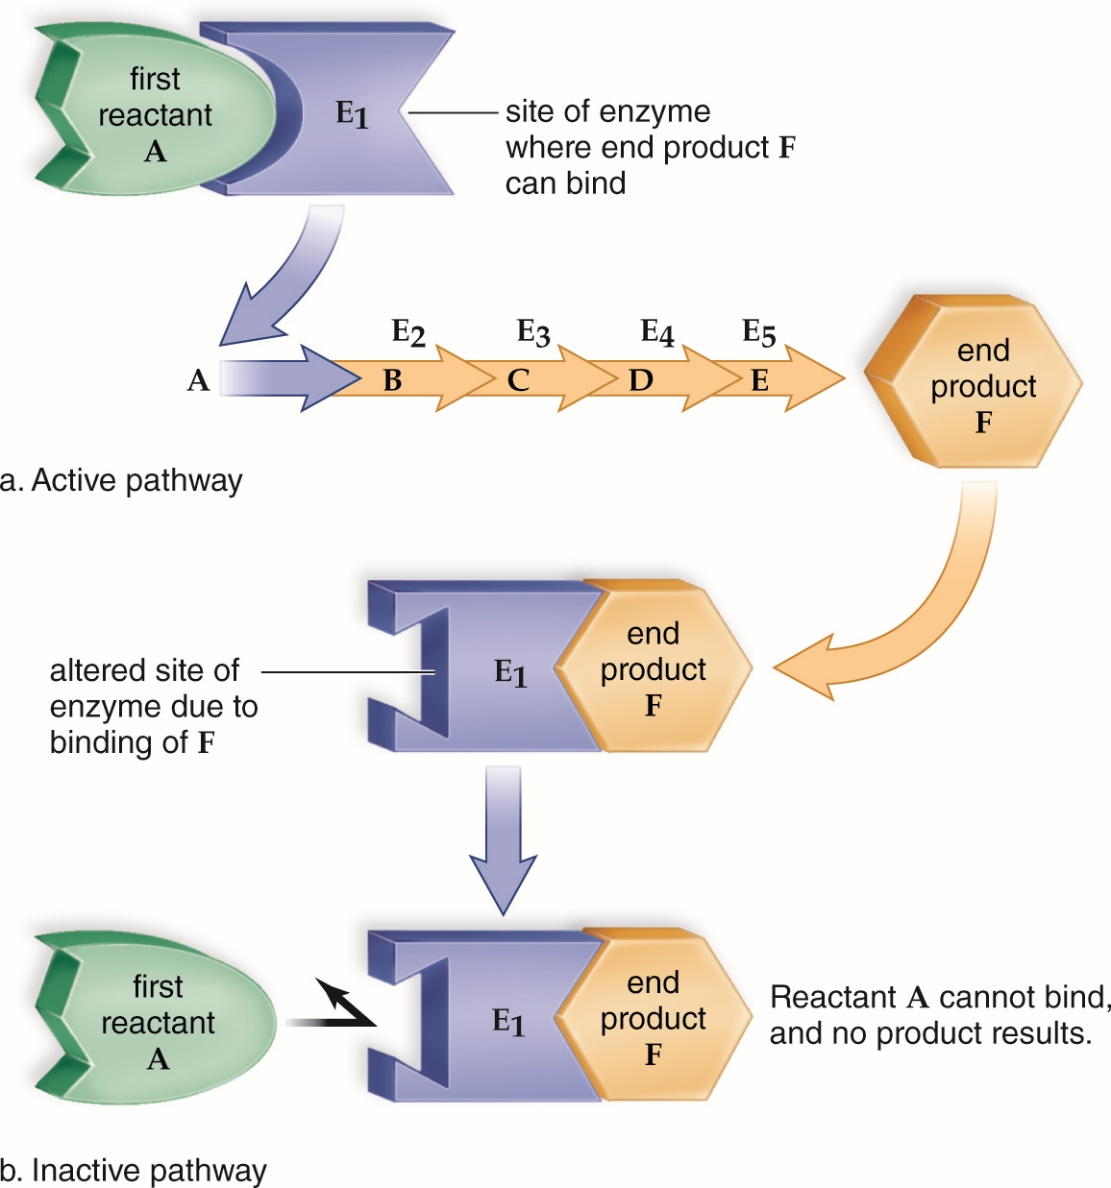 first
reactant
A
E1
site of enzyme
where end product F
can bind
E2 E3 E4 E5
A B C D E
end
product
F
a. Active pathway
altered site of
enzyme due to
binding of F
E1
end
product
F
first
reactant
A
E1
end
product
F
Reactant A cannot bind,
and no product results.
b. Inactive pathway